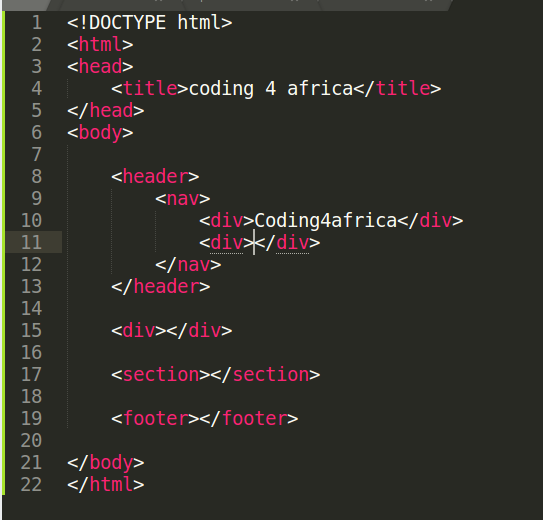 1 <!DOCTYPE html>
2 <html>
3 <head>
4 <title>coding 4 africa</title>
5 </head>
6 <body>
7
8 <header>
9 <nav>
10 <div>Coding4africa</div>
11 <div></div>
12 </nav>
13 </header>
14
15 <div></div>
16
17 <section></section>
18
19 <footer></footer>
20
21 </body>
22 </html>